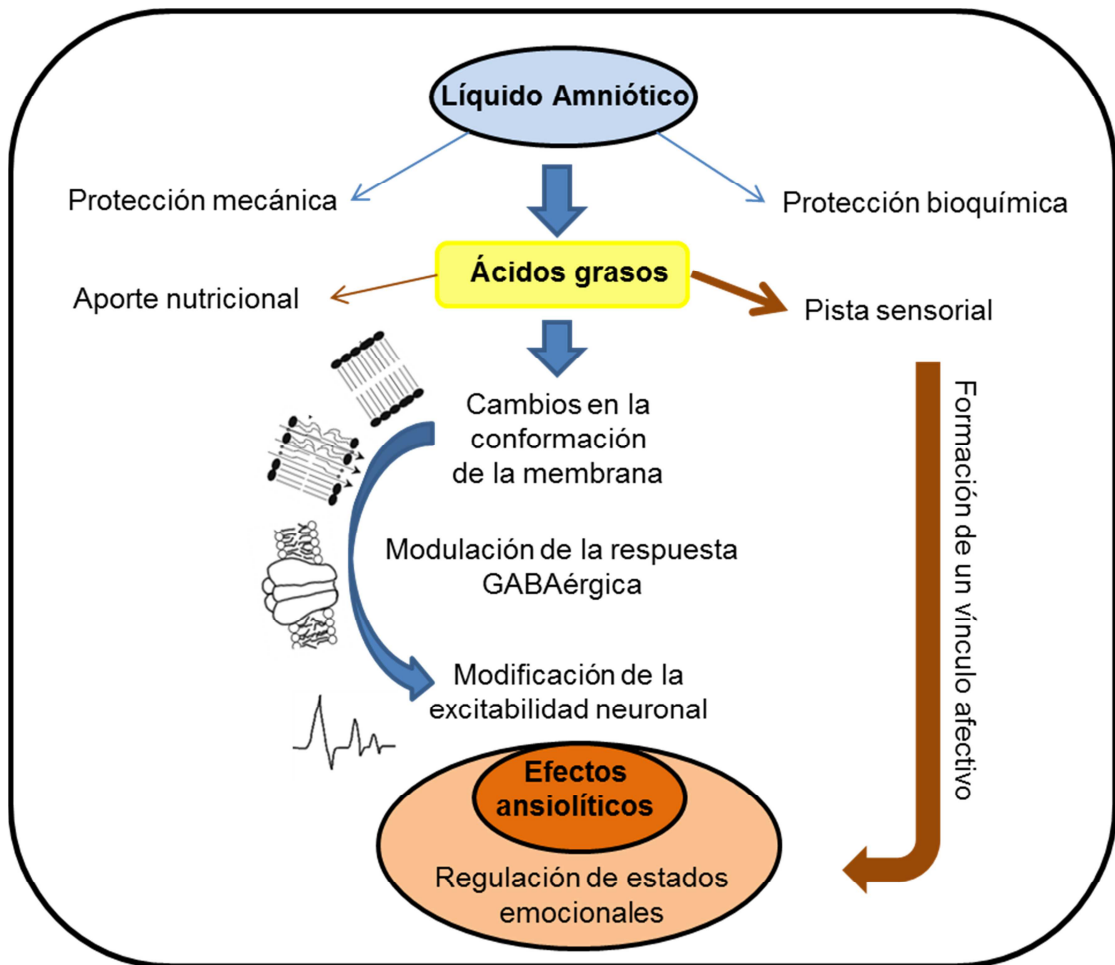 Líquido Amniótico
Protección mecánica
Protección bioquímica
Ácidos grasos
Aporte nutricional
Pista sensorial
Cambios en la
conformación
de la membrana
Modulación de la respuesta
GABAérgica
Modificación de la
excitabilidad neuronal
Formación de un vínculo afectivo
Efectos
ansiolíticos
Regulación de estados
emocionales